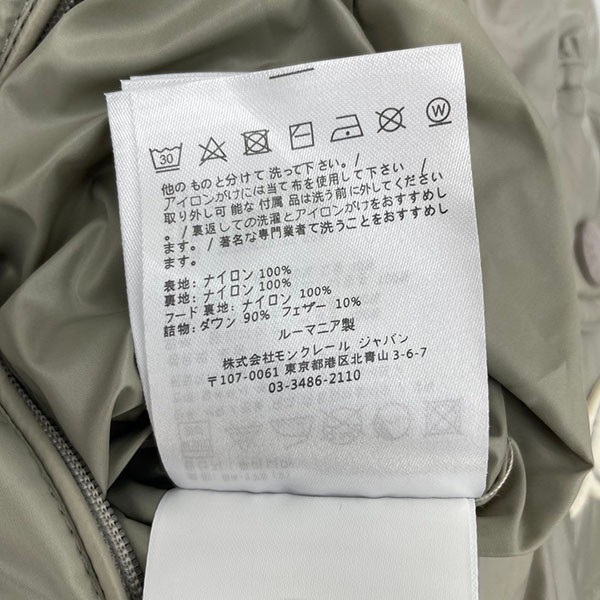 30 W
他のものと分けて洗って下さい。/
アイロンがけには当て布を使用して下さい /
取り外し可能な付属品は洗う前に外してください
。/ 裏返しての洗濯とアイロンがけをおすすめし
ます。/ 著名な専門業者で洗うことをおすすめし
ます。
表地: ナイロン 100%
裏地: ナイロン 100%
フード 裏地: ナイロン 100%
詰物: ダウン 90% フェザー 10%
ルーマニア製
株式会社モンクレール ジャパン
〒107-0061 東京都港区北青山 3-6-7
03-3486-2110